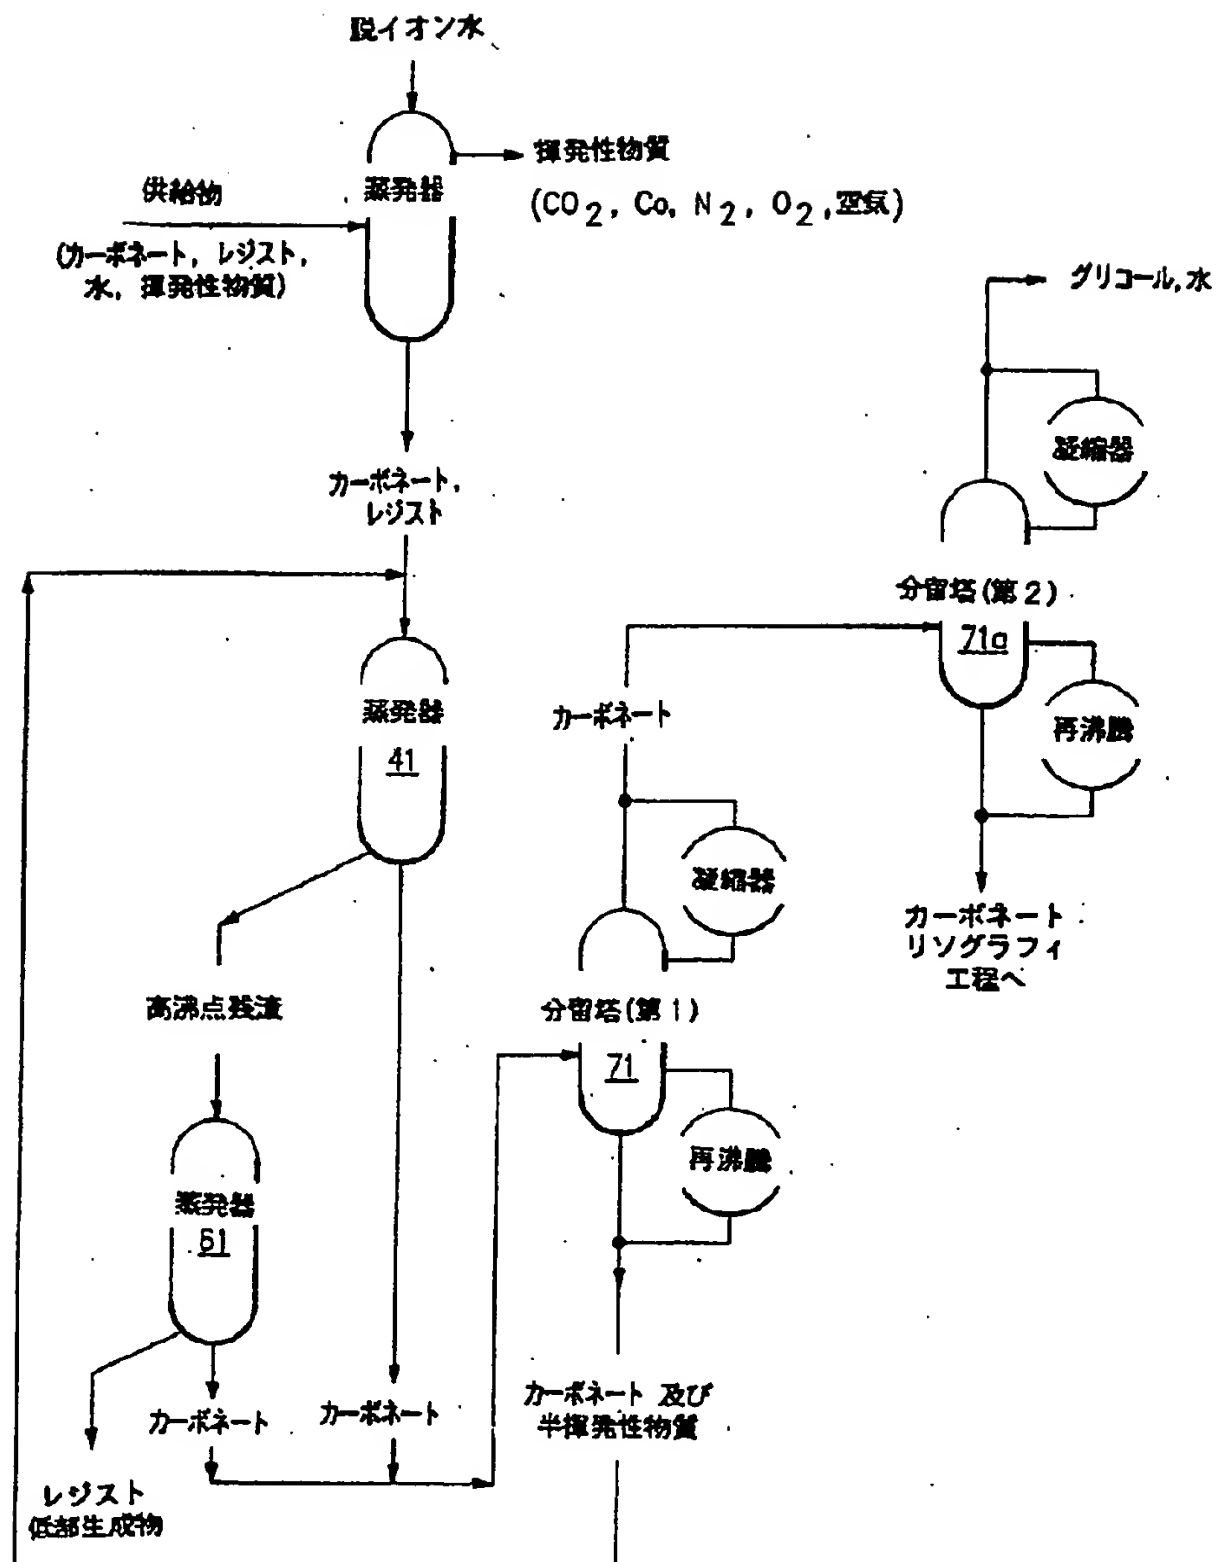 脱イオン水
揮発性物質
(CO2, Co, N2, O2,空気)
蒸発器
供給物
(カーボネート, レジスト,
水, 揮発性物質)
グリコール,水
凝縮器
カーボネート,
レジスト
分留塔(第2)
71a
再沸騰
蒸発器
41
カーボネート
凝縮器
カーボネート
リソグラフィ
工程へ
高沸点残渣
分留塔(第1)
71
再沸騰
蒸発器
61
カーボネート
カーボネート
カーボネート 及び
半揮発性物質
レジスト
低部生成物